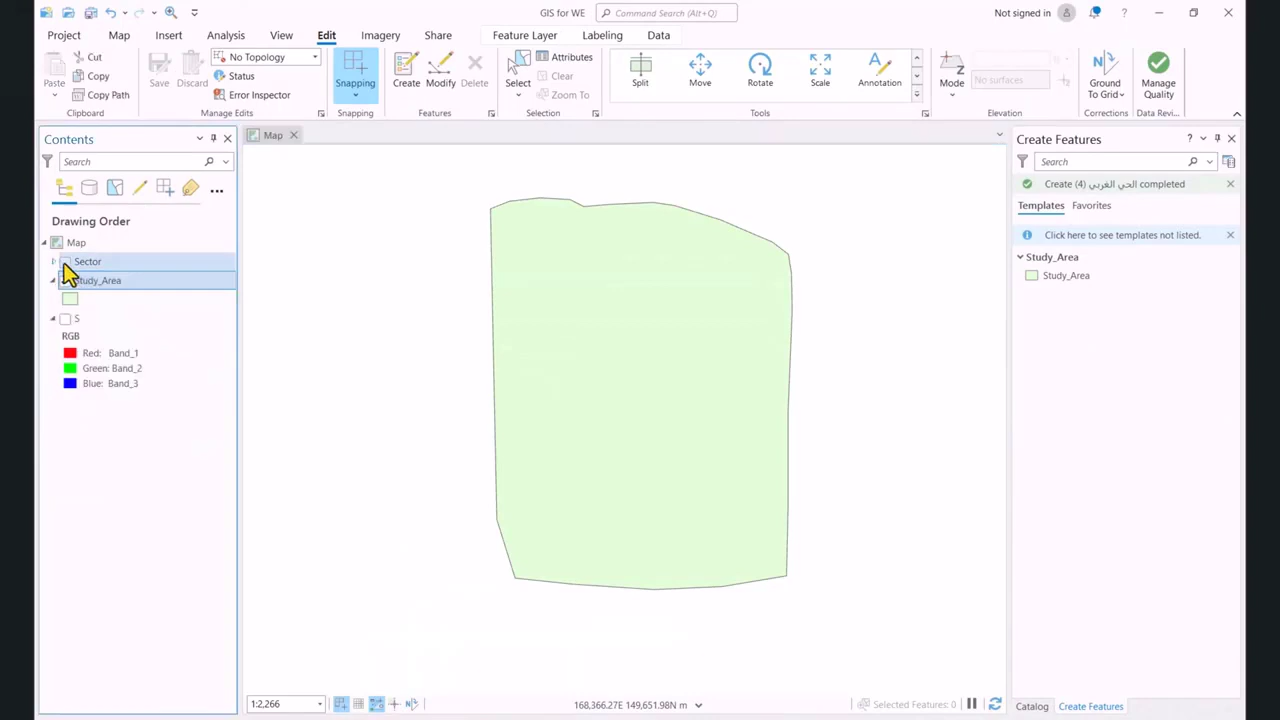 GIS for WE
Command Search (Alt+Q)
Not signed in
?
Project Map Insert Analysis View Edit Imagery Share Feature Layer Labeling Data
Paste
Cut
Copy
Copy Path
Clipboard
Save
Discard
No Topology
Status
Error Inspector
Manage Edits
Snapping
Snapping
Create
Modify
Delete
Features
Select
Attributes
Clear
Zoom To
Selection
Split
Move
Rotate
Scale
Annotation
Tools
Mode
No surfaces
Elevation
Ground To Grid
Corrections
Manage Quality
Data Revi...
Contents
Search
Drawing Order
Map
Sector
Study_Area
S
RGB
Red: Band_1
Green: Band_2
Blue: Band_3
Map
1:2,266
168,366.27E 149,651.98N m
Selected Features: 0
Create Features
?
Search
Create (4) الحي الغربي completed
Templates Favorites
Click here to see templates not listed.
Study_Area
Study_Area
Catalog Create Features